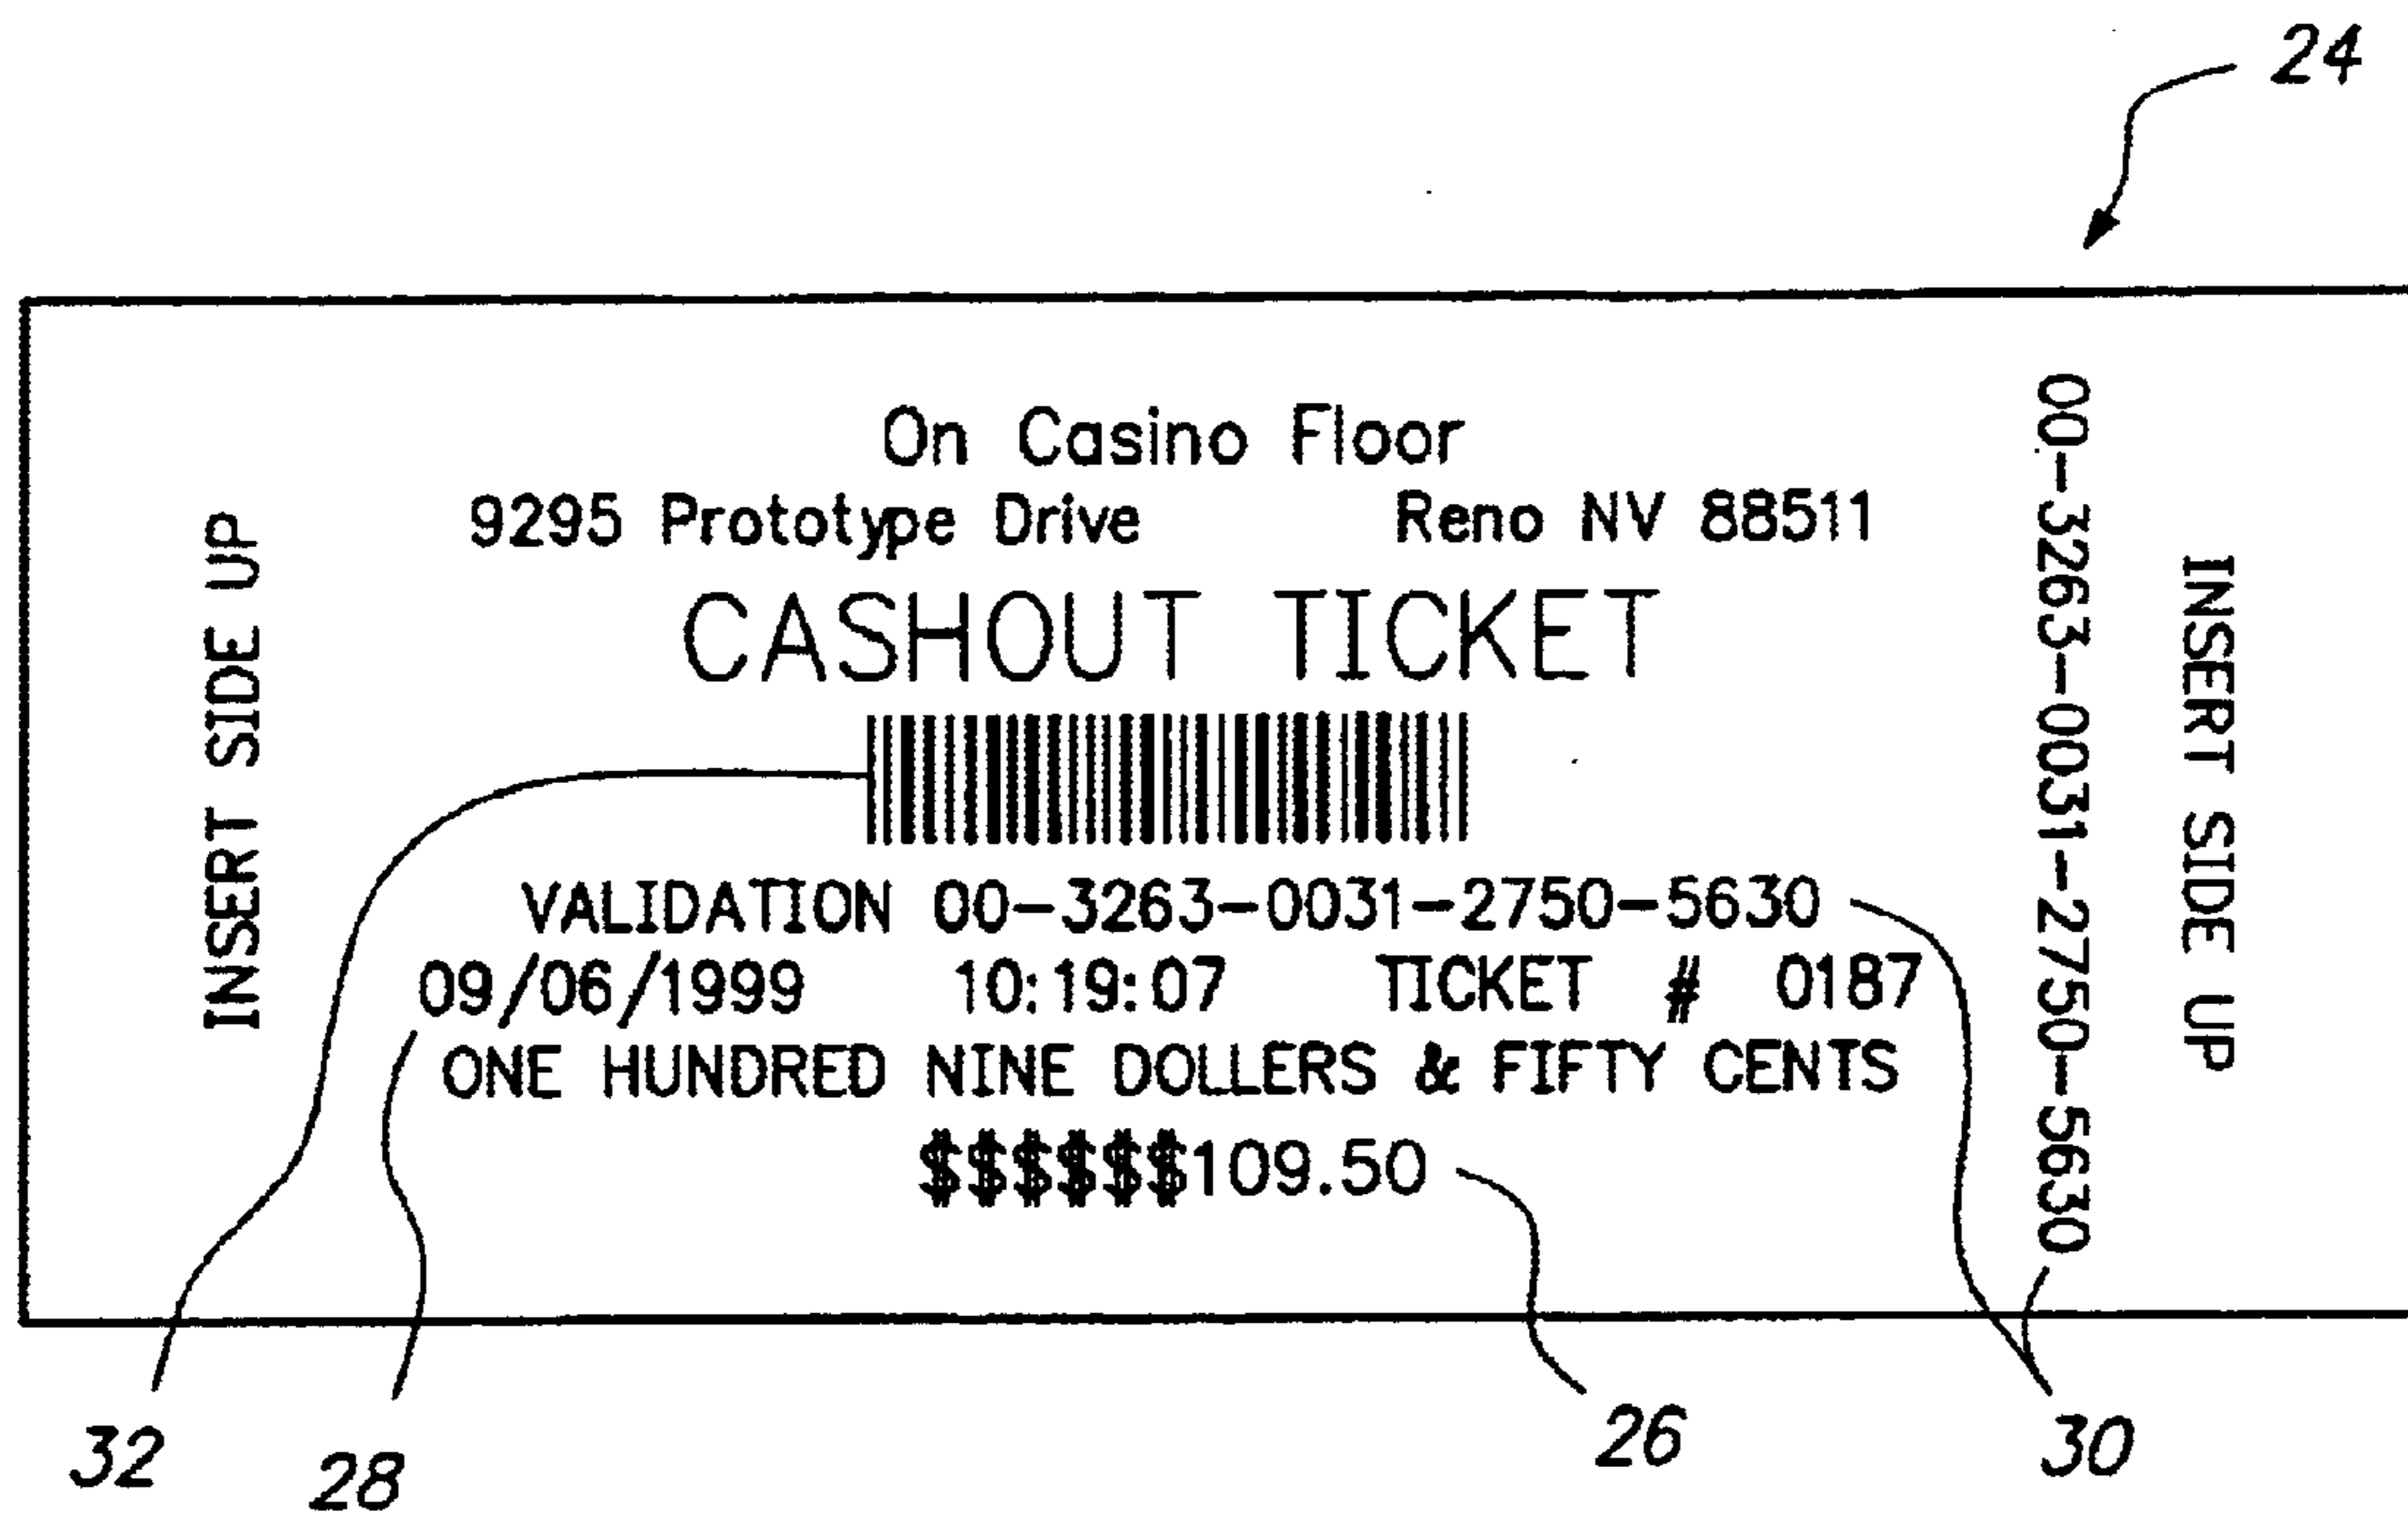 24
On Casino Floor
9295 Prototype Drive Reno NV 88511
CASHOUT TICKET
VALIDATION 00-3263-0031-2750-5630
09/06/1999 10:19:07 TICKET # 0187
ONE HUNDRED NINE DOLLERS & FIFTY CENTS
$$$$$$109.50
INSERT SIDE UP
00-3263-0031-2750-5630
INSERT SIDE UP
32
28
26
30